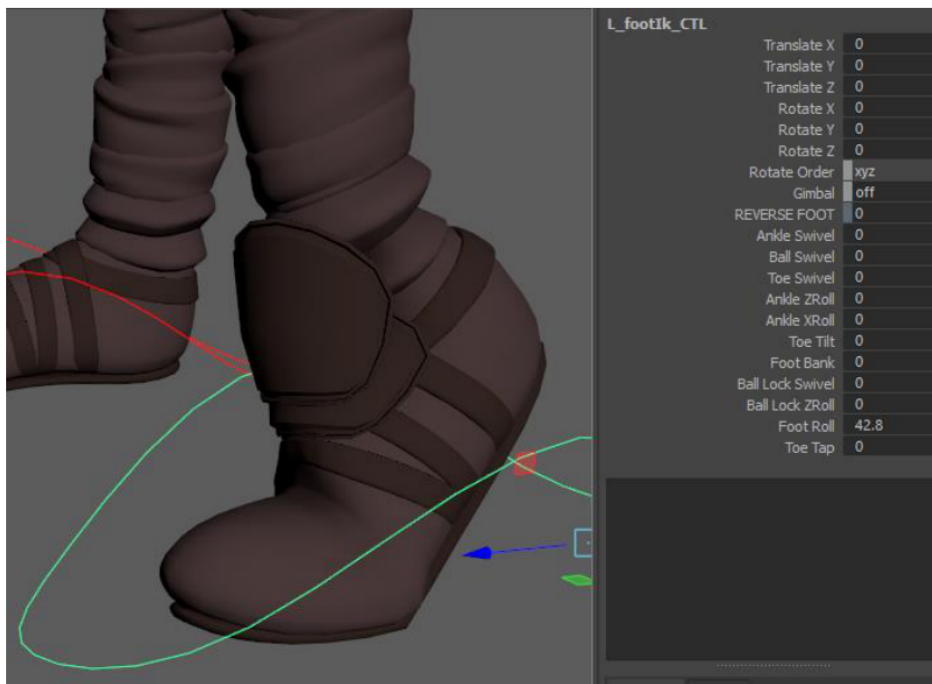 L_footIk_CTL
Translate X 0
Translate Y 0
Translate Z 0
Rotate X 0
Rotate Y 0
Rotate Z 0
Rotate Order xyz
Gimbal off
REVERSE FOOT 0
Ankle Swivel 0
Ball Swivel 0
Toe Swivel 0
Ankle ZRoll 0
Ankle XRoll 0
Toe Tilt 0
Foot Bank 0
Ball Lock Swivel 0
Ball Lock ZRoll 0
Foot Roll 42.8
Toe Tap 0